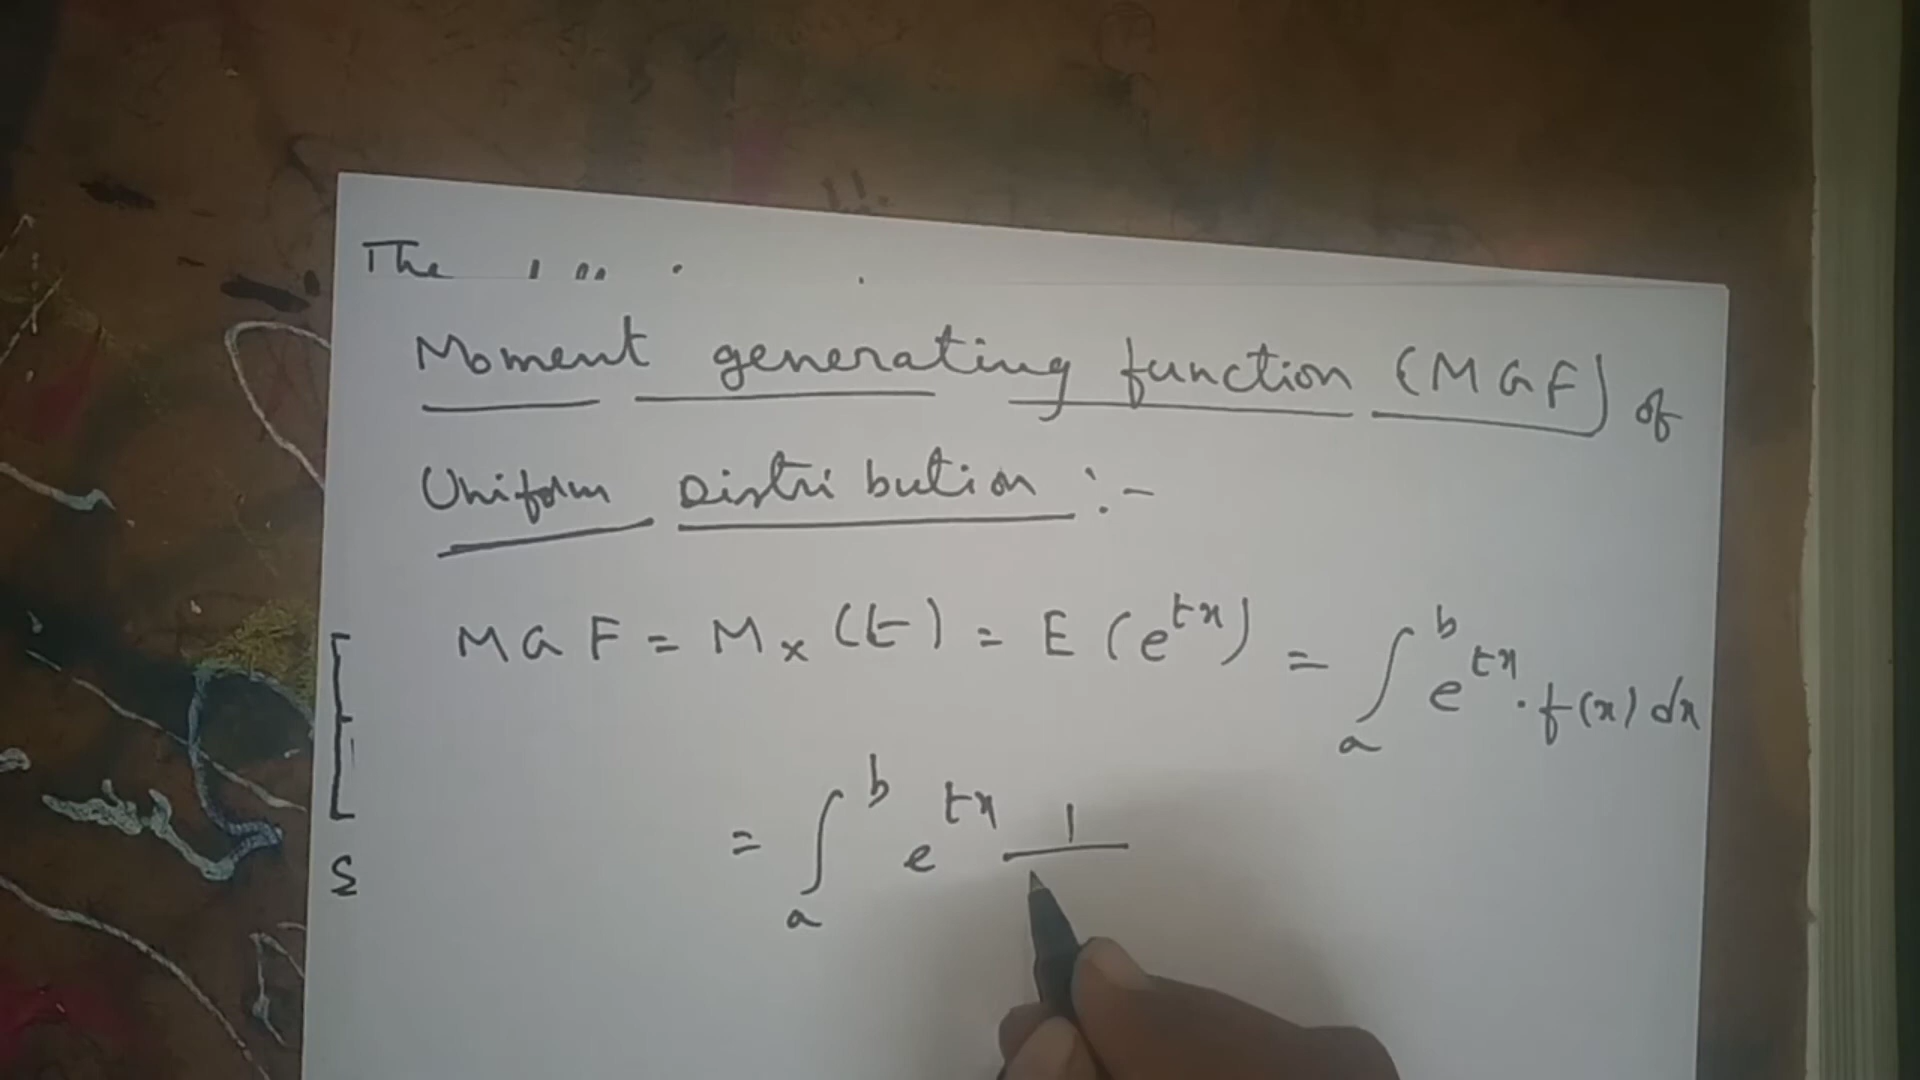 The
Moment generating function (MGF) of
Uniform Distribution :-
MGF = Mx(t) = E(e^tx) = ∫_a^b e^tx . f(x) dx
= ∫_a^b e^tx 1
S